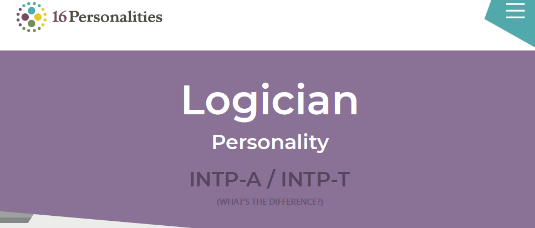 16Personalities
Logician
Personality
INTP-A / INTP-T
(WHAT'S THE DIFFERENCE?)